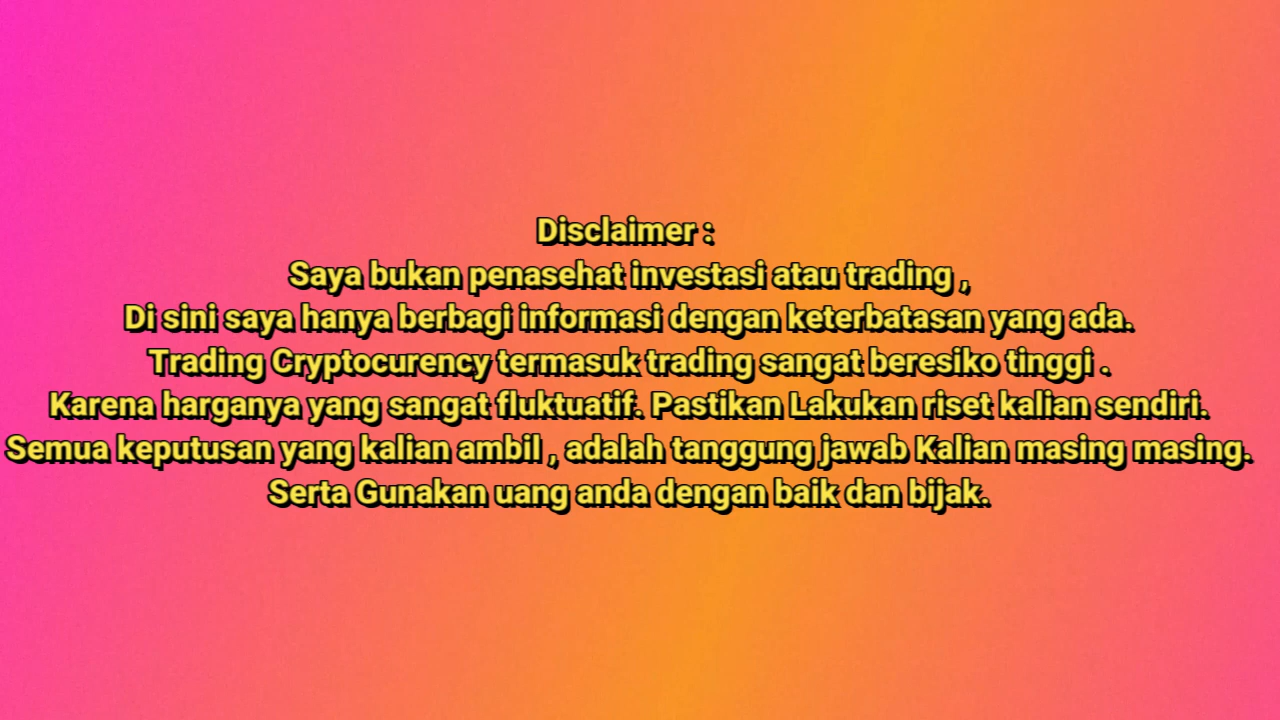 Disclaimer :
Saya bukan penasehat investasi atau trading ,
Di sini saya hanya berbagi informasi dengan keterbatasan yang ada.
Trading Cryptocurency termasuk trading sangat beresiko tinggi .
Karena harganya yang sangat fluktuatif. Pastikan Lakukan riset kalian sendiri.
Semua keputusan yang kalian ambil , adalah tanggung jawab Kalian masing masing.
Serta Gunakan uang anda dengan baik dan bijak.